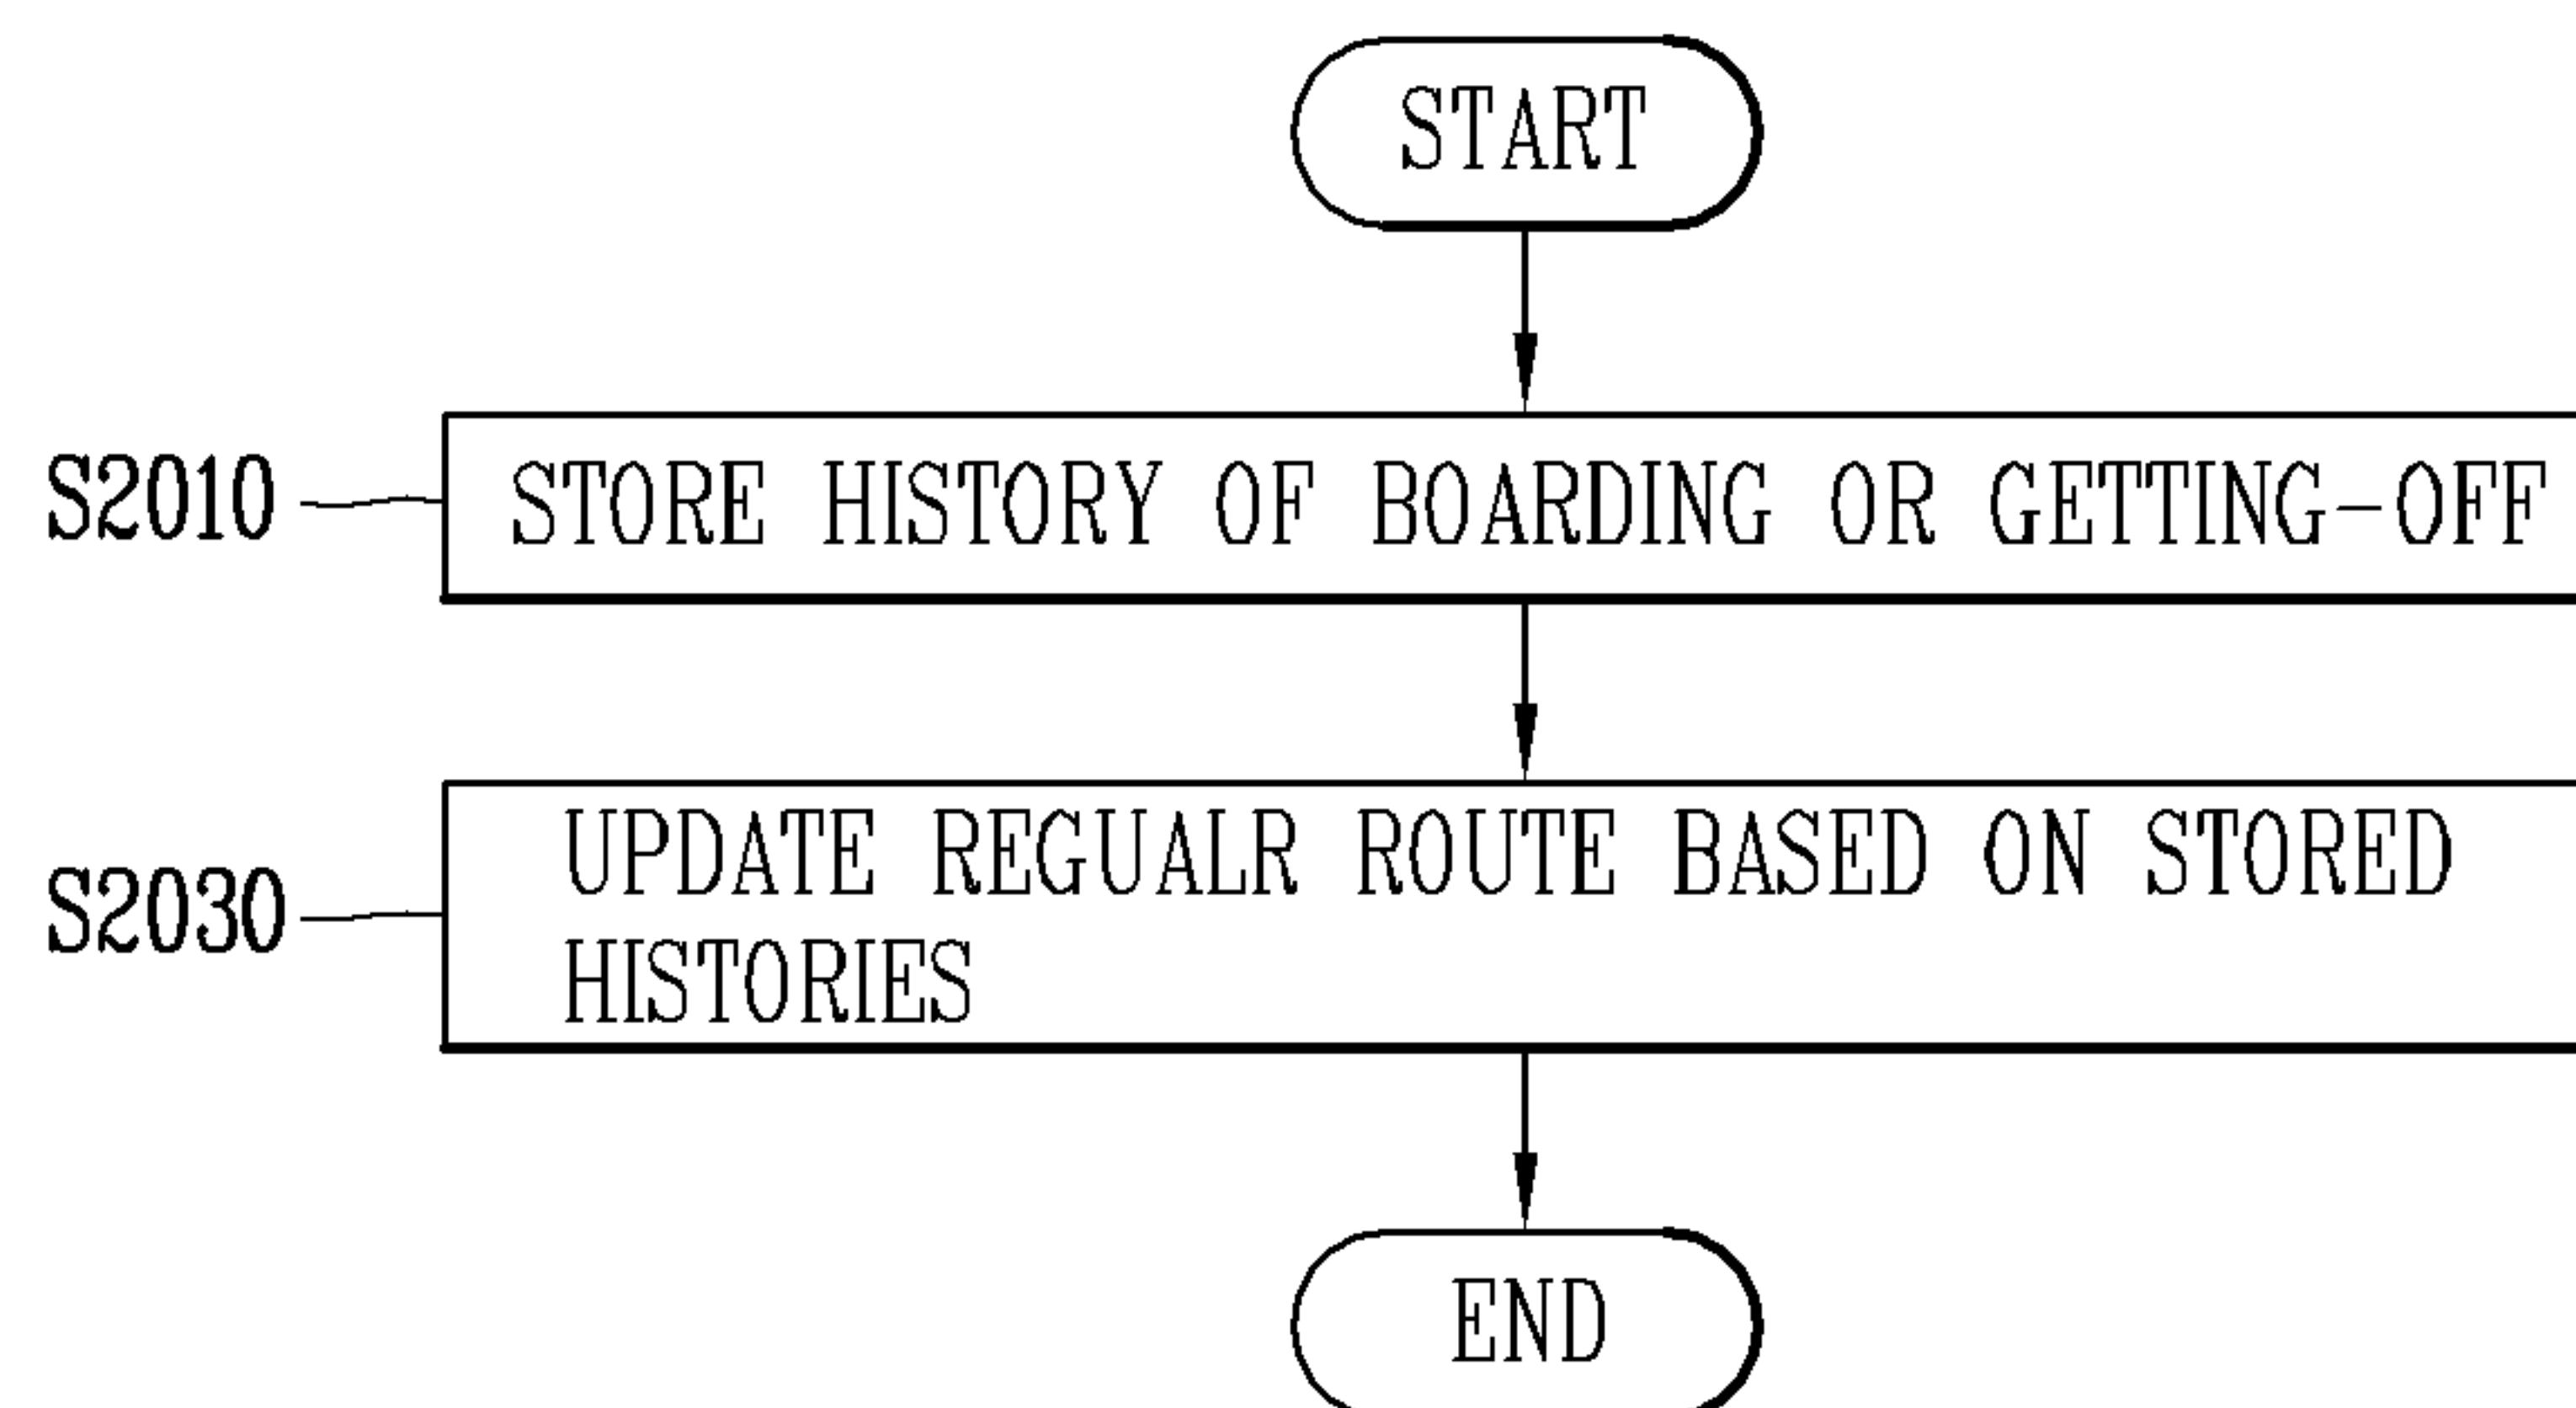 START
S2010
STORE HISTORY OF BOARDING OR GETTING-OFF
S2030
UPDATE REGUALR ROUTE BASED ON STORED
HISTORIES
END